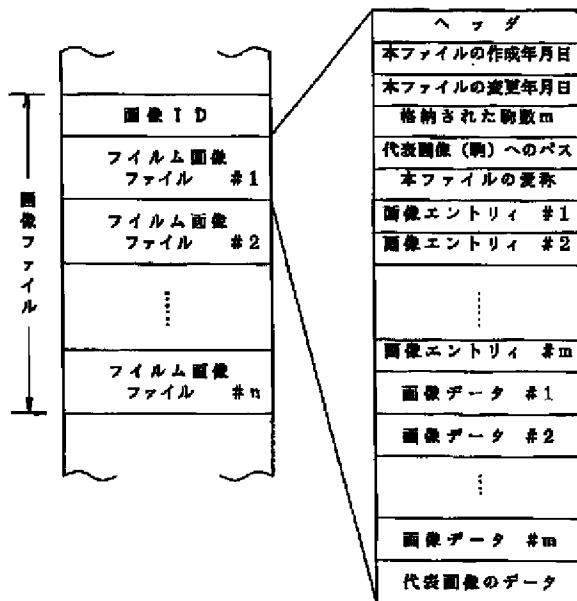 画像ファイル
画像ID
フイルム画像
ファイル #1
フイルム画像
ファイル #2
フイルム画像
ファイル #n
ヘッダ
本ファイルの作成年月日
本ファイルの変更年月日
格納された駒数m
代表画像(駒)へのパス
本ファイルの愛称
画像エントリィ #1
画像エントリィ #2
画像エントリィ #m
画像データ #1
画像データ #2
画像データ #m
代表画像のデータ